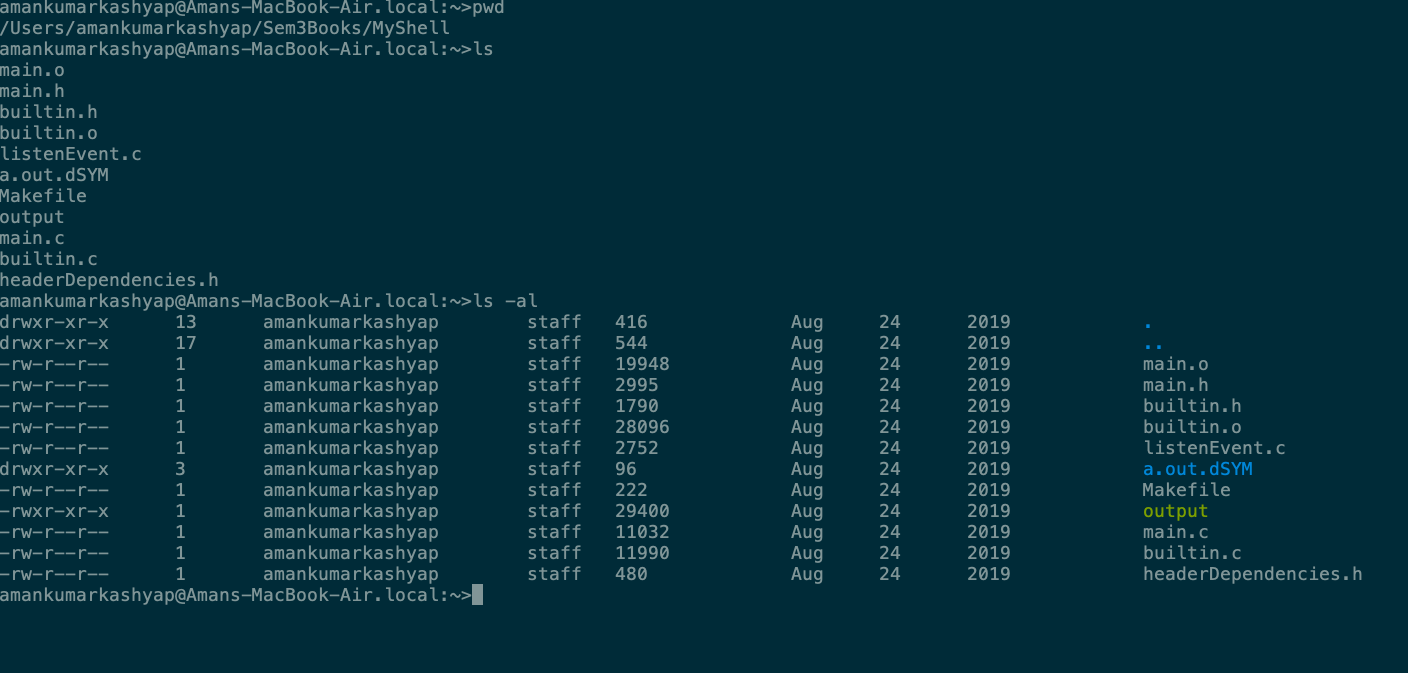 amankumarkashyap@Amans-MacBook-Air.local:~>pwd
/Users/amankumarkashyap/Sem3Books/MyShell
amankumarkashyap@Amans-MacBook-Air.local:~>ls
main.o
main.h
builtin.h
builtin.o
listenEvent.c
a.out.dSYM
Makefile
output
main.c
builtin.c
headerDependencies.h
amankumarkashyap@Amans-MacBook-Air.local:~>ls -al
drwxr-xr-x 13 amankumarkashyap staff 416 Aug 24 2019 .
drwxr-xr-x 17 amankumarkashyap staff 544 Aug 24 2019 ..
-rw-r--r-- 1 amankumarkashyap staff 19948 Aug 24 2019 main.o
-rw-r--r-- 1 amankumarkashyap staff 2995 Aug 24 2019 main.h
-rw-r--r-- 1 amankumarkashyap staff 1790 Aug 24 2019 builtin.h
-rw-r--r-- 1 amankumarkashyap staff 28096 Aug 24 2019 builtin.o
-rw-r--r-- 1 amankumarkashyap staff 2752 Aug 24 2019 listenEvent.c
drwxr-xr-x 3 amankumarkashyap staff 96 Aug 24 2019 a.out.dSYM
-rw-r--r-- 1 amankumarkashyap staff 222 Aug 24 2019 Makefile
-rwxr-xr-x 1 amankumarkashyap staff 29400 Aug 24 2019 output
-rw-r--r-- 1 amankumarkashyap staff 11032 Aug 24 2019 main.c
-rw-r--r-- 1 amankumarkashyap staff 11990 Aug 24 2019 builtin.c
-rw-r--r-- 1 amankumarkashyap staff 480 Aug 24 2019 headerDependencies.h
amankumarkashyap@Amans-MacBook-Air.local:~>